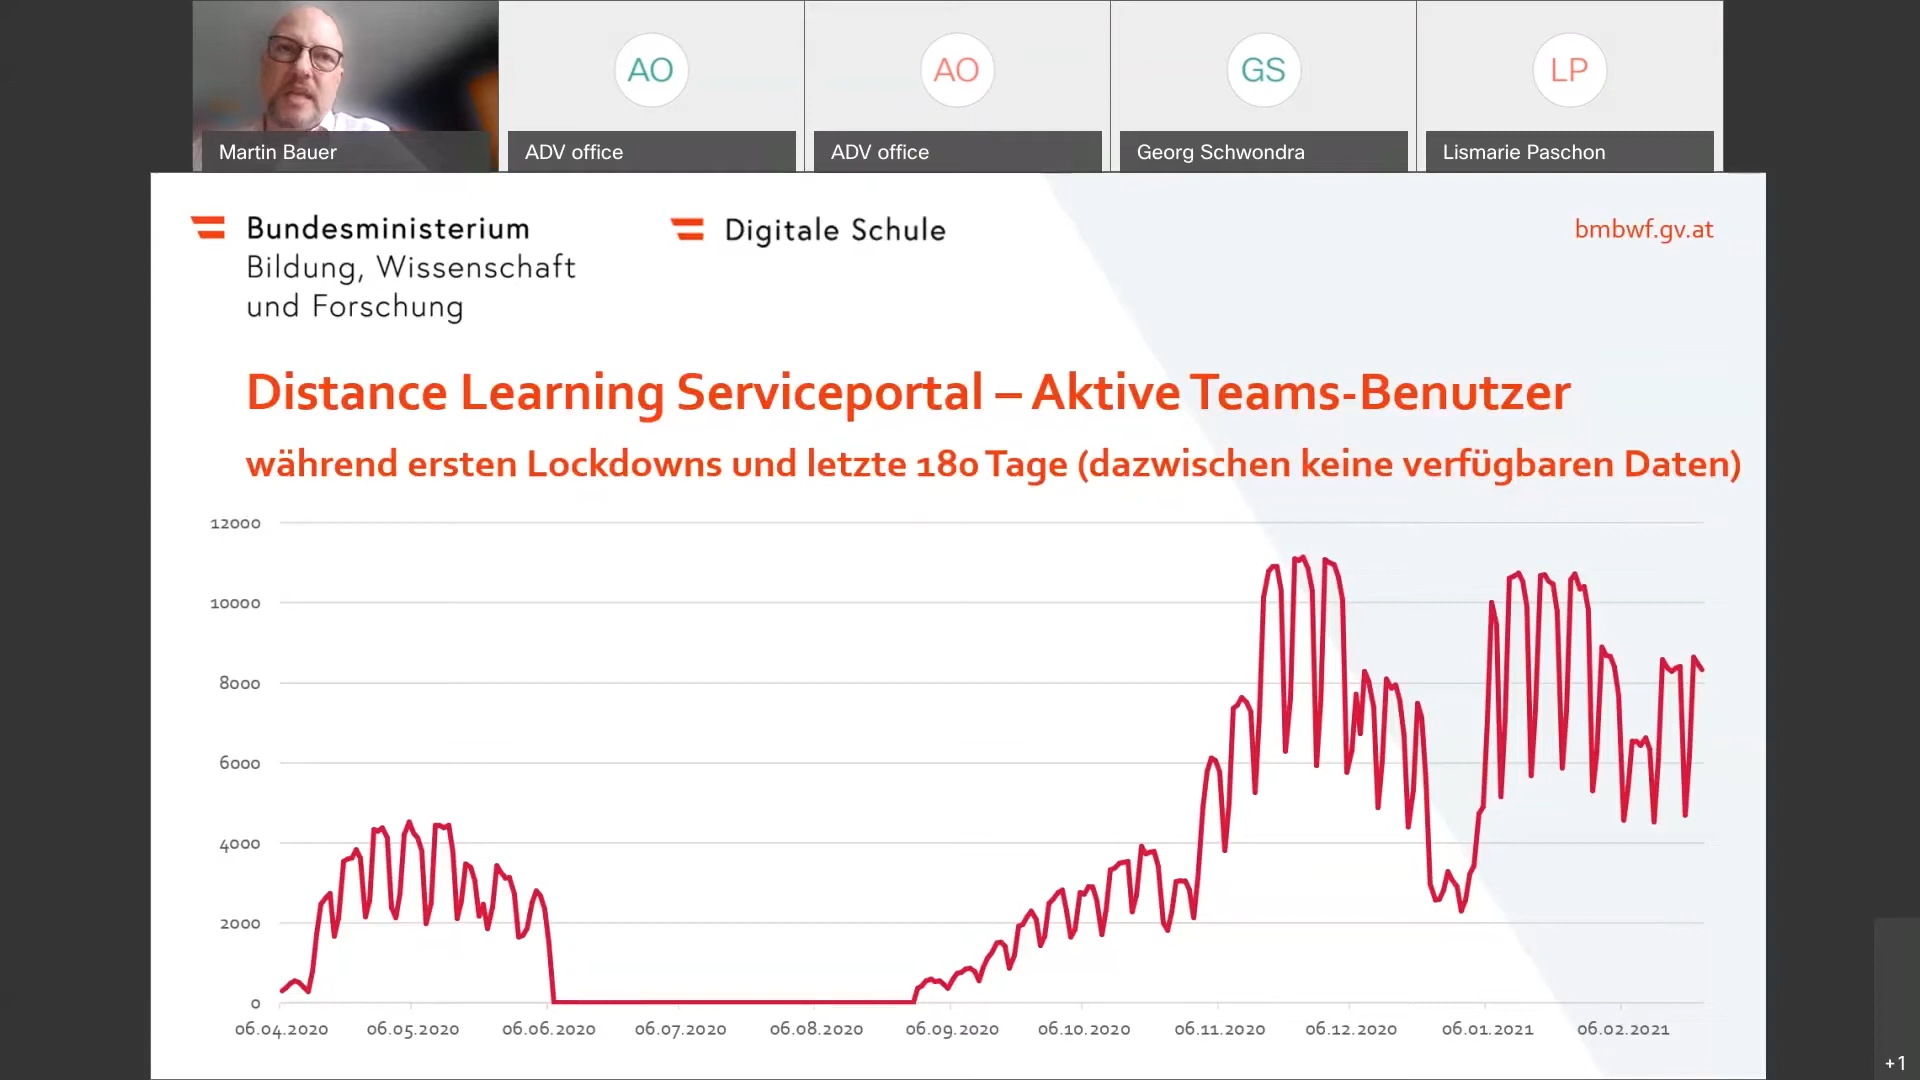 AO
AO
GS
LP
Martin Bauer
ADV office
ADV office
Georg Schwondra
Lismarie Paschon
Bundesministerium
Bildung, Wissenschaft
und Forschung
Digitale Schule
bmbwf.gv.at
Distance Learning Serviceportal – Aktive Teams-Benutzer
während ersten Lockdowns und letzte 180 Tage (dazwischen keine verfügbaren Daten)
12000
10000
8000
6000
4000
2000
0
06.04.2020 06.05.2020 06.06.2020 06.07.2020 06.08.2020 06.09.2020 06.10.2020 06.11.2020 06.12.2020 06.01.2021 06.02.2021
+1